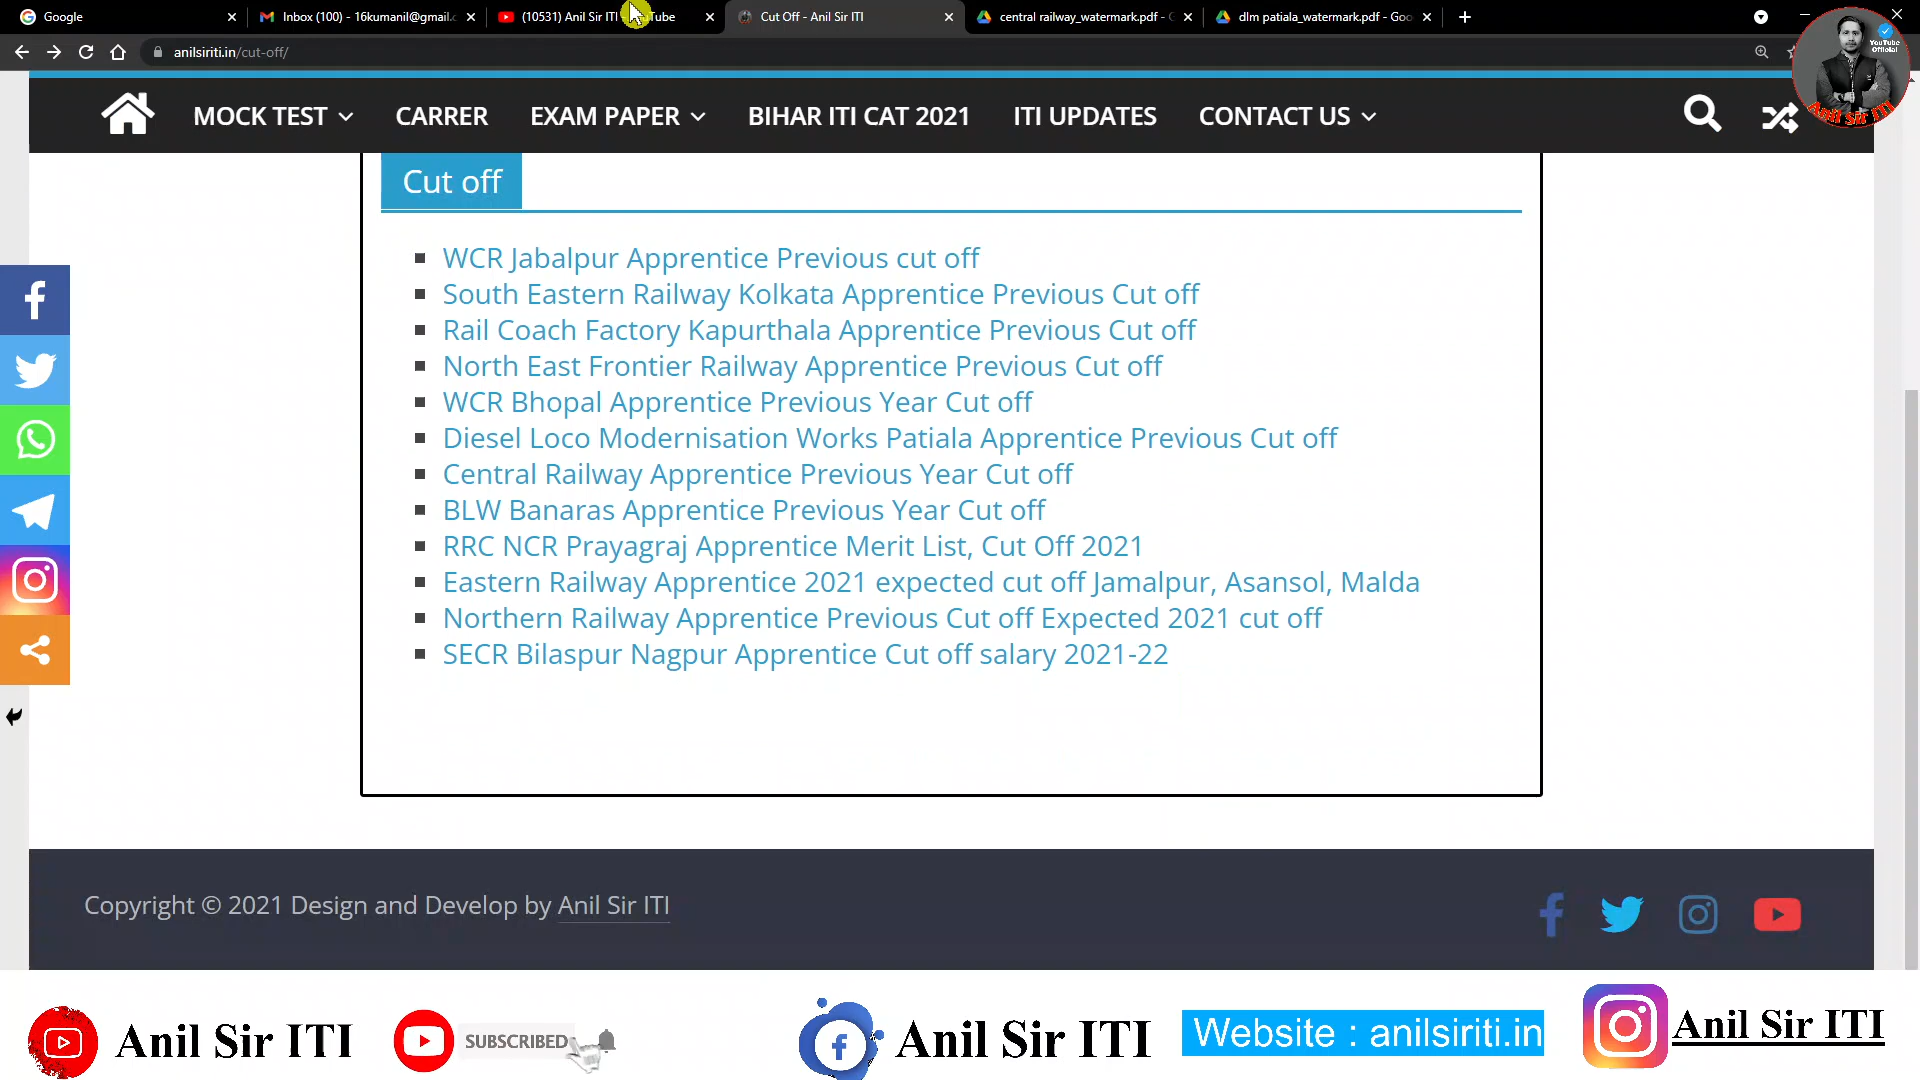 Google
Inbox (100) - 16kumanil@gmail.c
(10531) Anil Sir ITI
Tube
Cut Off - Anil Sir ITI
central railway_watermark.pdf - G
dlm patiala_watermark.pdf - Goo
anilsiriti.in/cut-off/
YouTube
Official
Anil Sir ITI
MOCK TEST
CARRER
EXAM PAPER
BIHAR ITI CAT 2021
ITI UPDATES
CONTACT US
Cut off
WCR Jabalpur Apprentice Previous cut off
South Eastern Railway Kolkata Apprentice Previous Cut off
Rail Coach Factory Kapurthala Apprentice Previous Cut off
North East Frontier Railway Apprentice Previous Cut off
WCR Bhopal Apprentice Previous Year Cut off
Diesel Loco Modernisation Works Patiala Apprentice Previous Cut off
Central Railway Apprentice Previous Year Cut off
BLW Banaras Apprentice Previous Year Cut off
RRC NCR Prayagraj Apprentice Merit List, Cut Off 2021
Eastern Railway Apprentice 2021 expected cut off Jamalpur, Asansol, Malda
Northern Railway Apprentice Previous Cut off Expected 2021 cut off
SECR Bilaspur Nagpur Apprentice Cut off salary 2021-22
Copyright © 2021 Design and Develop by Anil Sir ITI
Anil Sir ITI
SUBSCRIBED
Anil Sir ITI
Website : anilsiriti.in
Anil Sir ITI